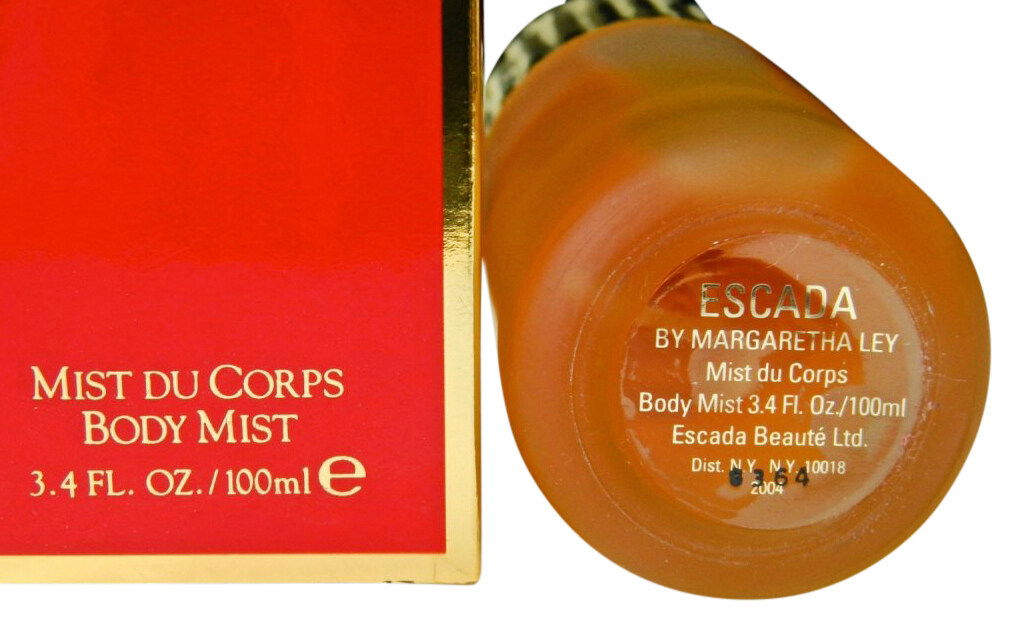 MIST DU CORPS
BODY MIST
3.4 FL. OZ./100ml e
ESCADA
BY MARGARETHA LEY
Mist du Corps
Body Mist 3.4 Fl. Oz./100ml
Escada Beauté Ltd.
Dist. N.Y., N.Y. 10018
2004